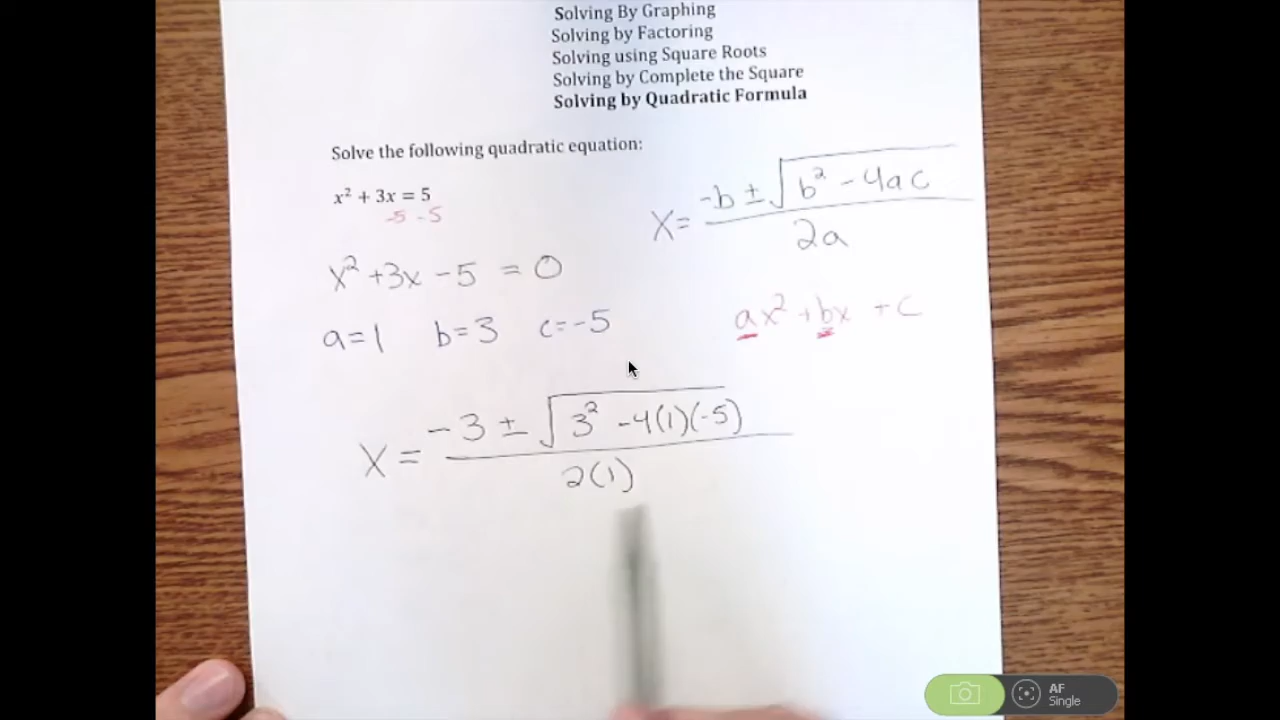 Solving By Graphing
Solving by Factoring
Solving using Square Roots
Solving by Complete the Square
Solving by Quadratic Formula
Solve the following quadratic equation:
x² + 3x = 5
-5 -5
x² + 3x - 5 = 0
a=1 b=3 c=-5
X = (-b ± √(b² - 4ac)) / 2a
ax² + bx + c
X = (-3 ± √(3² - 4(1)(-5))) / 2(1)
AF
Single